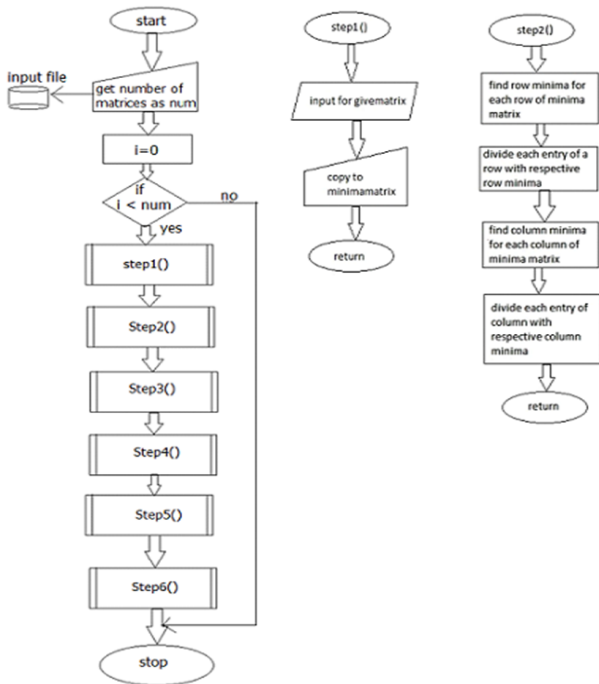 start
input file
get number of
matrices as num
i=0
if
i < num
no
yes
step1()
Step2()
Step3()
Step4()
Step5()
Step6()
stop
step1()
input for givematrix
copy to
minimamatrix
return
step2()
find row minima for
each row of minima
matrix
divide each entry of a
row with respective
row minima
find column minima
for each column of
minima matrix
divide each entry of
column with
respective column
minima
return